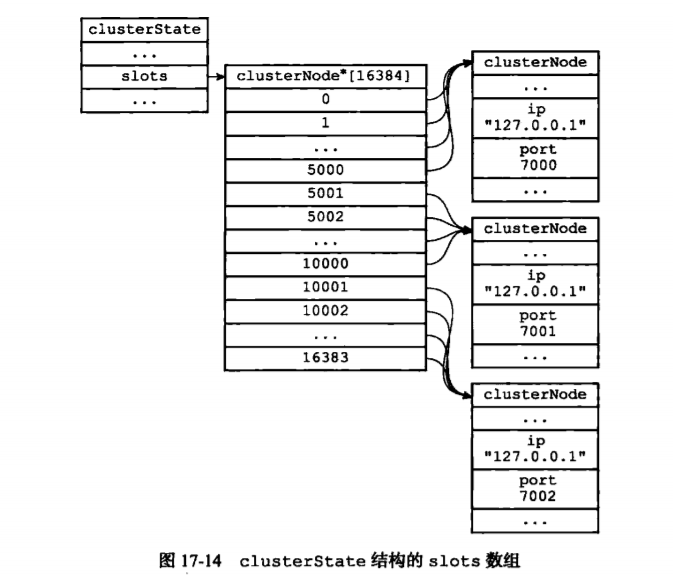 clusterState
...
slots
...
clusterNode*[16384]
0
1
...
5000
5001
5002
...
10000
10001
10002
...
16383
clusterNode
...
ip
"127.0.0.1"
port
7000
...
clusterNode
...
ip
"127.0.0.1"
port
7001
...
clusterNode
...
ip
"127.0.0.1"
port
7002
...
图 17-14 clusterState 结构的 slots 数组